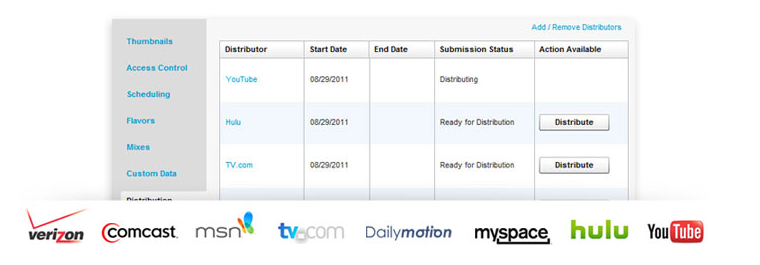 Add / Remove Distributors
Thumbnails
Access Control
Scheduling
Flavors
Mixes
Custom Data
Distribution
Distributor Start Date End Date Submission Status Action Available
YouTube 08/29/2011 Distributing
Hulu 08/29/2011 Ready for Distribution Distribute
TV.com 08/29/2011 Ready for Distribution Distribute
verizon comcast msn tv.com Dailymotion myspace hulu YouTube